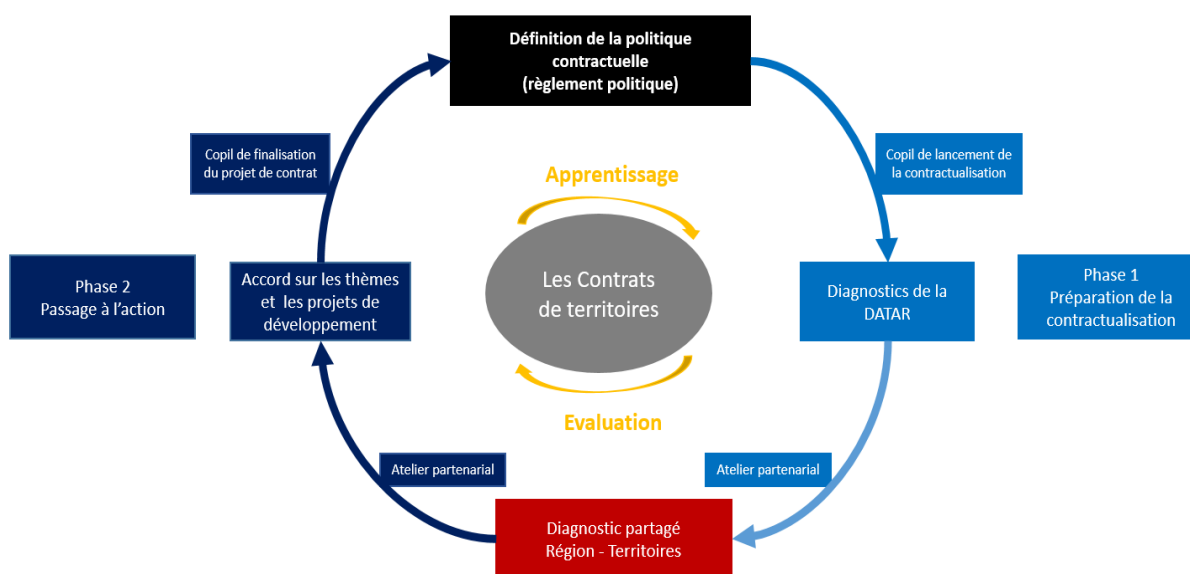 Définition de la politique
contractuelle
(règlement politique)
Copil de finalisation
du projet de contrat
Copil de lancement de
la contractualisation
Apprentissage
Phase 2
Passage à l'action
Accord sur les thèmes
et les projets de
développement
Les Contrats
de territoires
Diagnostics de la
DATAR
Phase 1
Préparation de la
contractualisation
Evaluation
Atelier partenarial
Atelier partenarial
Diagnostic partagé
Région - Territoires